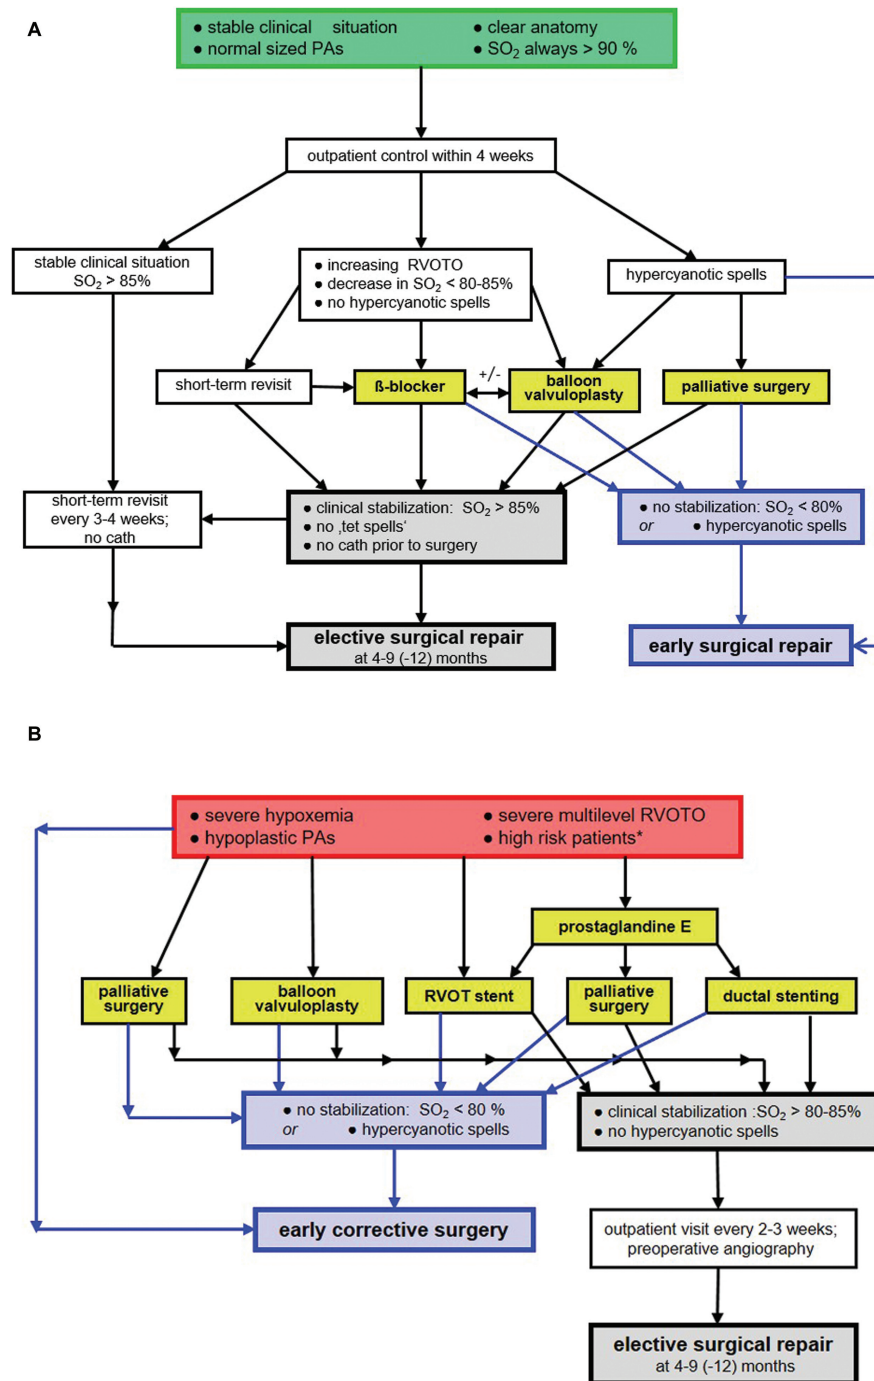 A
● stable clinical situation ● clear anatomy
● normal sized PAs ● SO₂ always > 90 %
outpatient control within 4 weeks
stable clinical situation
SO₂ > 85%
● increasing RVOTO
● decrease in SO₂ < 80-85%
● no hypercyanotic spells
hypercyanotic spells
short-term revisit
ß-blocker
+/-
balloon
valvuloplasty
palliative surgery
short-term revisit
every 3-4 weeks;
no cath
● clinical stabilization: SO₂ > 85%
● no ‚tet spells‘
● no cath prior to surgery
● no stabilization: SO₂ < 80%
or ● hypercyanotic spells
elective surgical repair
at 4-9 (-12) months
early surgical repair
B
● severe hypoxemia ● severe multilevel RVOTO
● hypoplastic PAs ● high risk patients*
prostaglandine E
palliative
surgery
balloon
valvuloplasty
RVOT stent
palliative
surgery
ductal stenting
● no stabilization: SO₂ < 80 %
or ● hypercyanotic spells
● clinical stabilization :SO₂ > 80-85%
● no hypercyanotic spells
early corrective surgery
outpatient visit every 2-3 weeks;
preoperative angiography
elective surgical repair
at 4-9 (-12) months